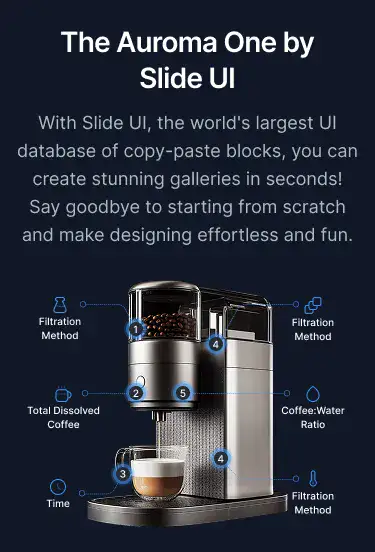 The Auroma One by
Slide UI
With Slide UI, the world's largest UI
database of copy-paste blocks, you can
create stunning galleries in seconds!
Say goodbye to starting from scratch
and make designing effortless and fun.
Filtration
Method
1
4
Filtration
Method
Total Dissolved
Coffee
2
5
Coffee:Water
Ratio
3
4
Time
Filtration
Method